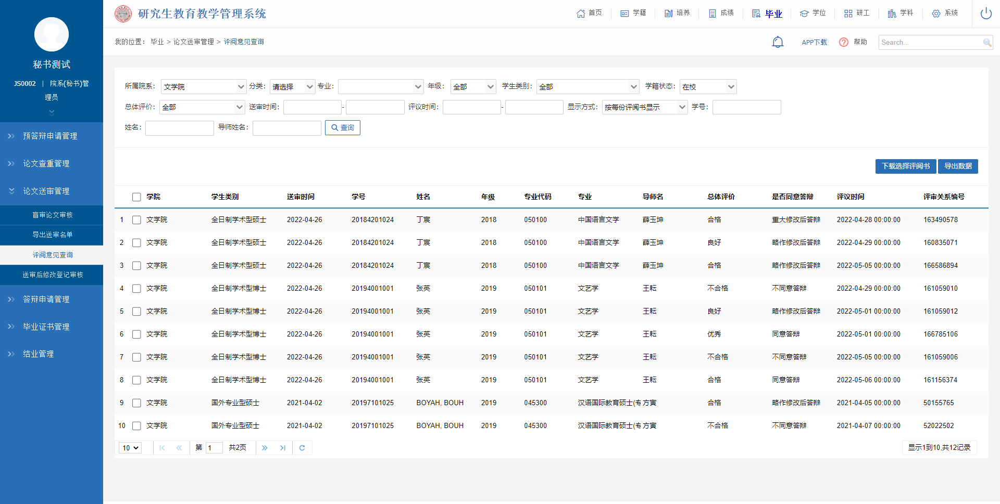 研究生教育教学管理系统
首页 学籍 培养 成绩 毕业 学位 研工 学科 系统
我的位置： 毕业 > 论文送审管理 > 评阅意见查询
APP下载 帮助 Search...
秘书测试
JS0002 | 院系(秘书)管
理员
预答辩申请管理
论文查重管理
论文送审管理
盲审论文审核
导出送审名单
评阅意见查询
送审后修改登记审核
答辩申请管理
毕业证书管理
结业管理
所属院系： 文学院 分类： 请选择 专业： 年级： 全部 学生类别： 全部 学籍状态： 在校
总体评价： 全部 送审时间： - 评议时间： - 显示方式： 按每份评阅书显示 学号：
姓名： 导师姓名： 查询
下载选择评阅书 导出数据
学院 学生类别 送审时间 学号 姓名 年级 专业代码 专业 导师名 总体评价 是否同意答辩 评议时间 评审关系编号
1 文学院 全日制学术型硕士 2022-04-26 20184201024 丁宸 2018 050100 中国语言文学 薛玉坤 合格 重大修改后答辩 2022-04-28 00:00:00 163490578
2 文学院 全日制学术型硕士 2022-04-26 20184201024 丁宸 2018 050100 中国语言文学 薛玉坤 良好 略作修改后答辩 2022-04-29 00:00:00 160835071
3 文学院 全日制学术型硕士 2022-04-26 20184201024 丁宸 2018 050100 中国语言文学 薛玉坤 合格 略作修改后答辩 2022-05-05 00:00:00 166586894
4 文学院 全日制学术型博士 2022-04-26 20194001001 张英 2019 050101 文艺学 王耘 不合格 不同意答辩 2022-04-29 00:00:00 161059010
5 文学院 全日制学术型博士 2022-04-26 20194001001 张英 2019 050101 文艺学 王耘 良好 略作修改后答辩 2022-05-01 00:00:00 161059012
6 文学院 全日制学术型博士 2022-04-26 20194001001 张英 2019 050101 文艺学 王耘 优秀 同意答辩 2022-05-01 00:00:00 166785106
7 文学院 全日制学术型博士 2022-04-26 20194001001 张英 2019 050101 文艺学 王耘 不合格 不同意答辩 2022-05-05 00:00:00 161059006
8 文学院 全日制学术型博士 2022-04-26 20194001001 张英 2019 050101 文艺学 王耘 合格 同意答辩 2022-05-06 00:00:00 161156374
9 文学院 国外专业型硕士 2021-04-02 20197101025 BOYAH, BOUH 2019 045300 汉语国际教育硕士(专 方寅 合格 略作修改后答辩 2021-04-05 00:00:00 50155765
10 文学院 国外专业型硕士 2021-04-02 20197101025 BOYAH, BOUH 2019 045300 汉语国际教育硕士(专 方寅 不合格 不同意答辩 2021-04-07 00:00:00 52022502
10 第 1 共2页 显示1到10,共12记录